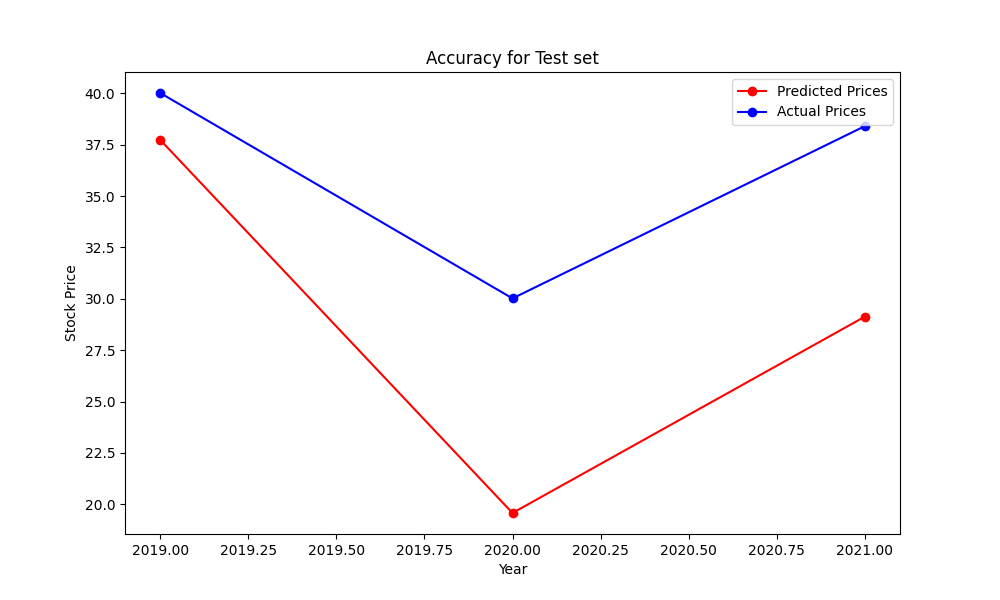 Accuracy for Test set
Predicted Prices
Actual Prices
40.0
37.5
35.0
32.5
30.0
27.5
25.0
22.5
20.0
Stock Price
2019.00 2019.25 2019.50 2019.75 2020.00 2020.25 2020.50 2020.75 2021.00
Year